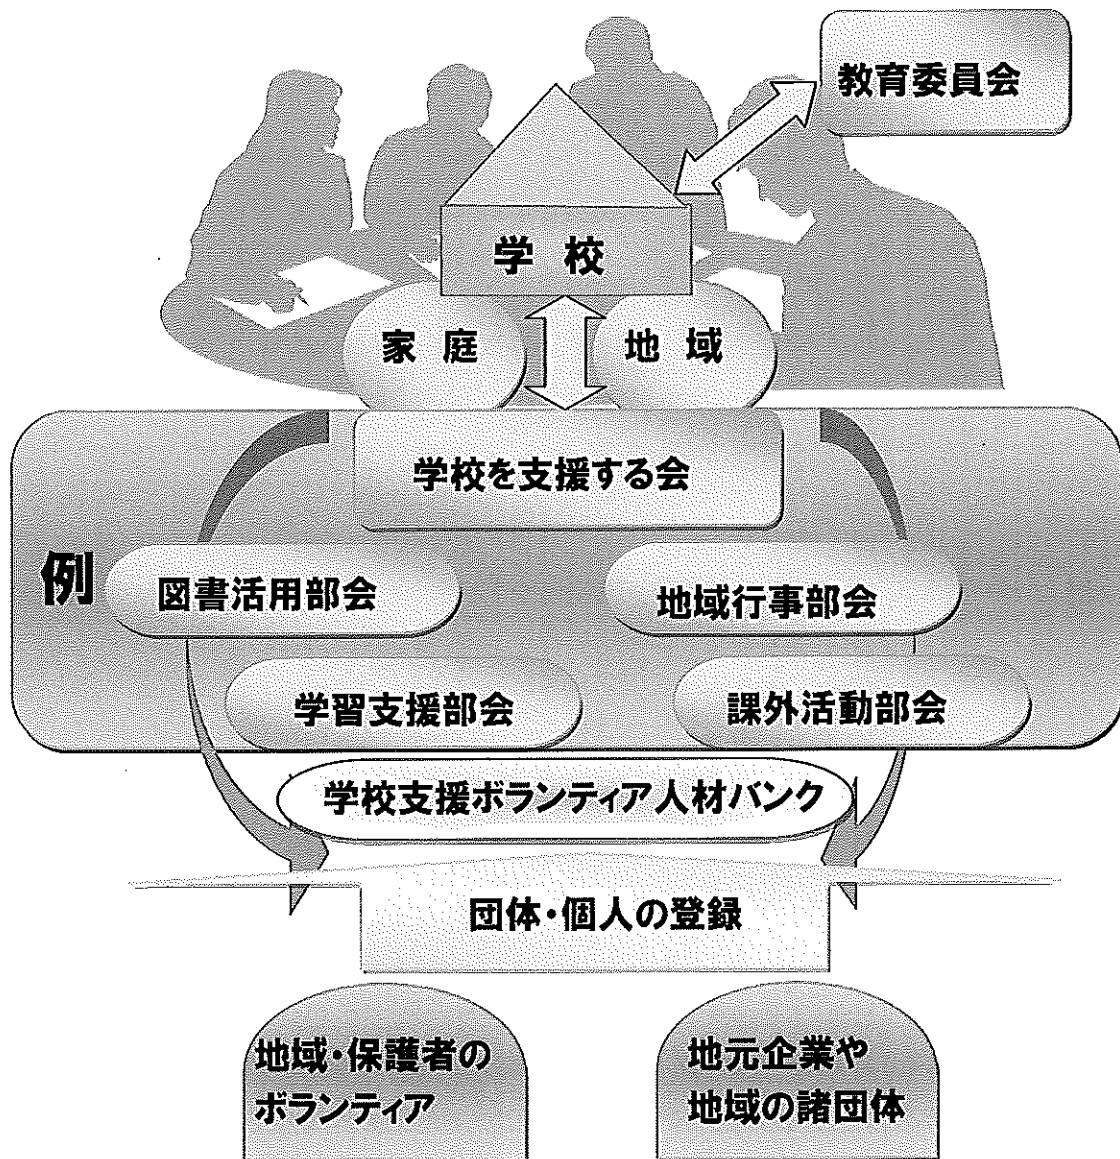 教育委員会
学 校
家 庭
地 域
学校を支援する会
例
図書活用部会
地域行事部会
学習支援部会
課外活動部会
学校支援ボランティア人材バンク
団体・個人の登録
地域・保護者の
ボランティア
地元企業や
地域の諸団体